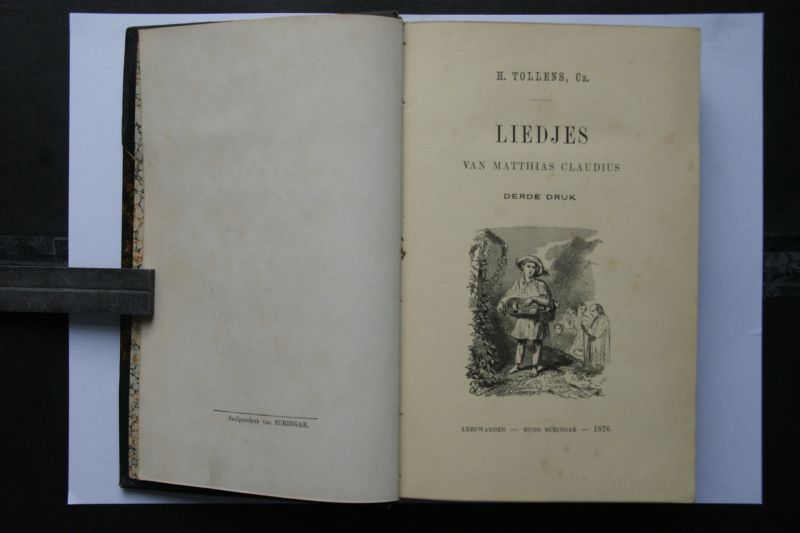 Snelpersdruk van SURINGAR.
H. TOLLENS, Cz.
LIEDJES
VAN MATTHIAS CLAUDIUS
DERDE DRUK.
LEEUWARDEN — HUGO SURINGAR — 1876